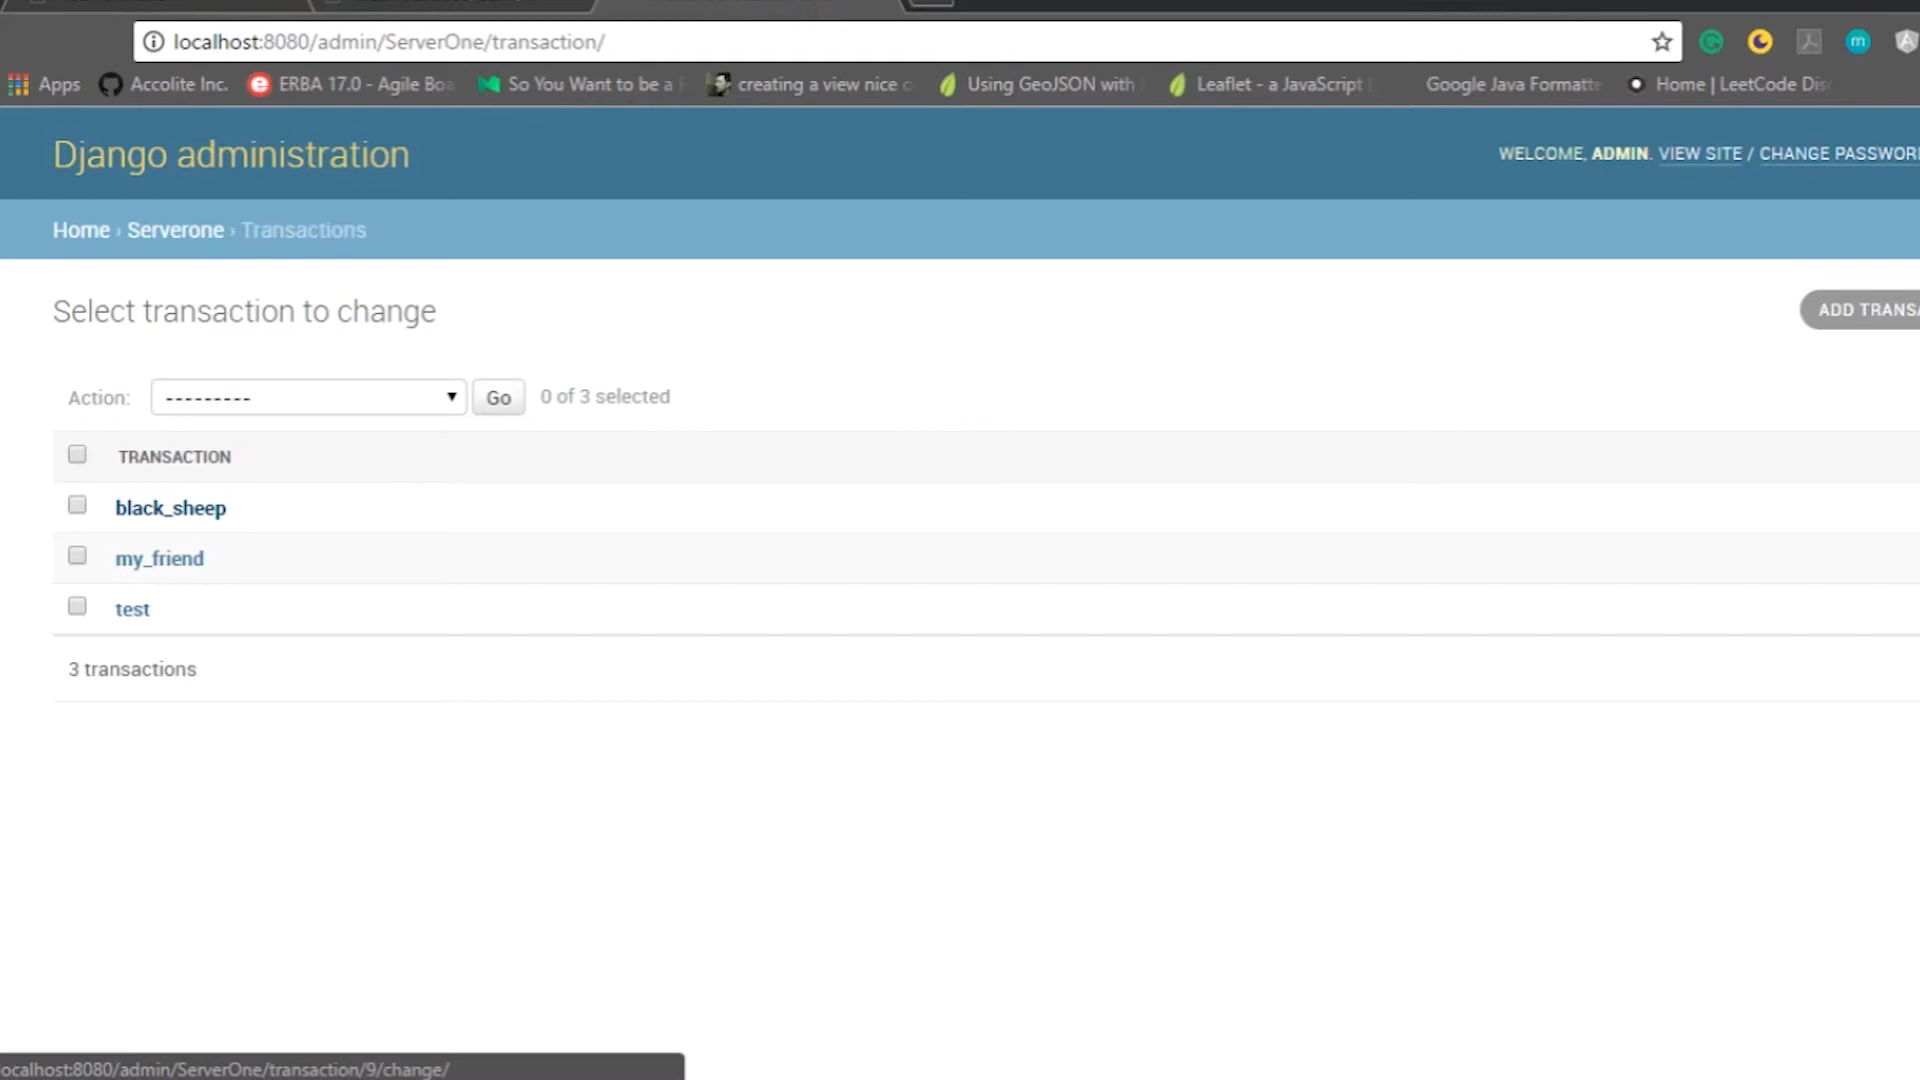 localhost:8080/admin/ServerOne/transaction/
Apps Accolite Inc. ERBA 17.0 - Agile Boa So You Want to be a creating a view nice Using GeoJSON with Leaflet - a JavaScript Google Java Formatte Home | LeetCode Dis
Django administration
WELCOME, ADMIN. VIEW SITE / CHANGE PASSWOR
Home › Serverone › Transactions
Select transaction to change
ADD TRANSA
Action: --------- Go 0 of 3 selected
TRANSACTION
black_sheep
my_friend
test
3 transactions
ocalhost:8080/admin/ServerOne/transaction/9/change/